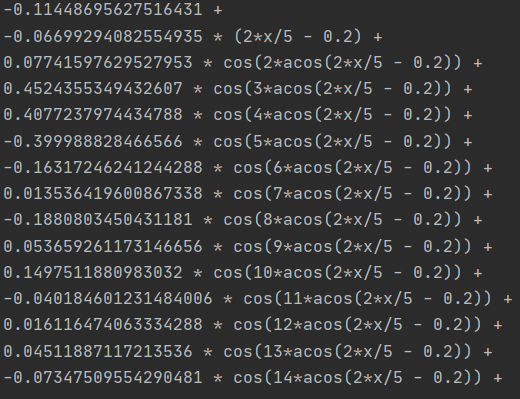 -0.11448695627516431 +
-0.06699294082554935 * (2*x/5 - 0.2) +
0.07741597629527953 * cos(2*acos(2*x/5 - 0.2)) +
0.4524355349432607 * cos(3*acos(2*x/5 - 0.2)) +
0.4077237974434788 * cos(4*acos(2*x/5 - 0.2)) +
-0.399988828466566 * cos(5*acos(2*x/5 - 0.2)) +
-0.16317246241244288 * cos(6*acos(2*x/5 - 0.2)) +
0.013536419600867338 * cos(7*acos(2*x/5 - 0.2)) +
-0.1880803450431181 * cos(8*acos(2*x/5 - 0.2)) +
0.053659261173146656 * cos(9*acos(2*x/5 - 0.2)) +
0.1497511880983032 * cos(10*acos(2*x/5 - 0.2)) +
-0.040184601231484006 * cos(11*acos(2*x/5 - 0.2)) +
0.016116474063334288 * cos(12*acos(2*x/5 - 0.2)) +
0.04511887117213536 * cos(13*acos(2*x/5 - 0.2)) +
-0.07347509554290481 * cos(14*acos(2*x/5 - 0.2)) +